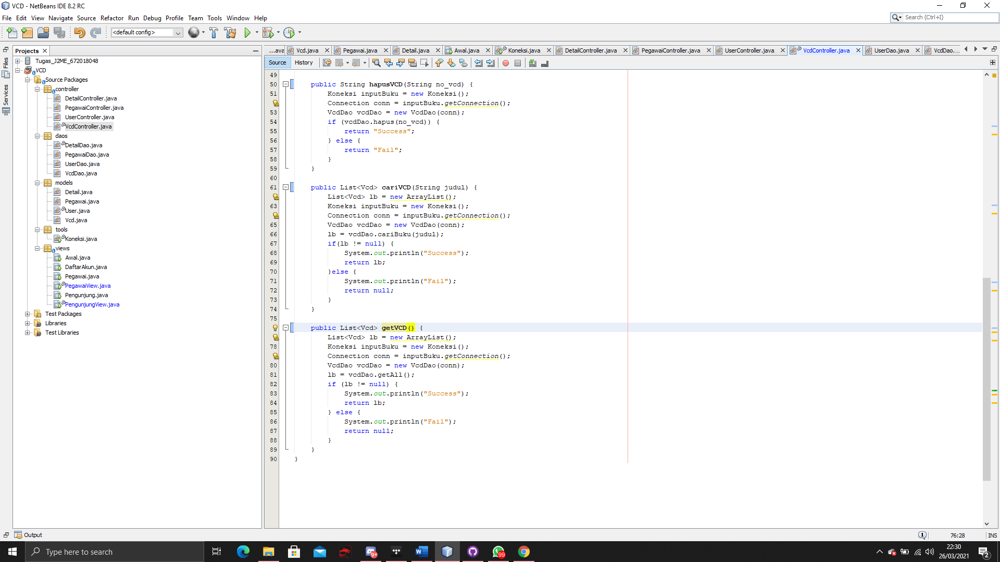 VCD - NetBeans IDE 8.2 RC
File Edit View Navigate Source Refactor Run Debug Profile Team Tools Window Help
Search (Ctrl+I)
<default config>
Projects
...ava Vcd.java Pegawai.java Detail.java Awal.java Koneksi.java DetailController.java PegawaiController.java UserController.java VcdController.java UserDao.java VcdDao....
Source History
Files
Services
Tugas_J2ME_672018048
VCD
Source Packages
controller
DetailController.java
PegawaiController.java
UserController.java
VcdController.java
daos
DetailDao.java
PegawaiDao.java
UserDao.java
VcdDao.java
models
Detail.java
Pegawai.java
User.java
Vcd.java
tools
Koneksi.java
views
Awal.java
DaftarAkun.java
Pegawai.java
PegawaiView.java
Pengunjung.java
PengunjungView.java
Test Packages
Libraries
Test Libraries
49
50 public String hapusVCD(String no_vcd) {
51 Koneksi inputBuku = new Koneksi();
Connection conn = inputBuku.getConnection();
53 VcdDao vcdDao = new VcdDao(conn);
54 if (vcdDao.hapus(no_vcd)) {
55 return "Success";
56 } else {
57 return "Fail";
58 }
59 }
60
61 public List<Vcd> cariVCD(String judul) {
List<Vcd> lb = new ArrayList();
63 Koneksi inputBuku = new Koneksi();
Connection conn = inputBuku.getConnection();
65 VcdDao vcdDao = new VcdDao(conn);
66 lb = vcdDao.cariBuku(judul);
67 if(lb != null) {
68 System.out.println("Success");
69 return lb;
70 }else {
71 System.out.println("Fail");
72 return null;
73 }
74 }
75
public List<Vcd> getVCD() {
List<Vcd> lb = new ArrayList();
78 Koneksi inputBuku = new Koneksi();
Connection conn = inputBuku.getConnection();
80 VcdDao vcdDao = new VcdDao(conn);
81 lb = vcdDao.getAll();
82 if (lb != null) {
83 System.out.println("Success");
84 return lb;
85 } else {
86 System.out.println("Fail");
87 return null;
88 }
89 }
90 }
Output
1
76:28
INS
Type here to search
9+
99
22:30
26/03/2021
2